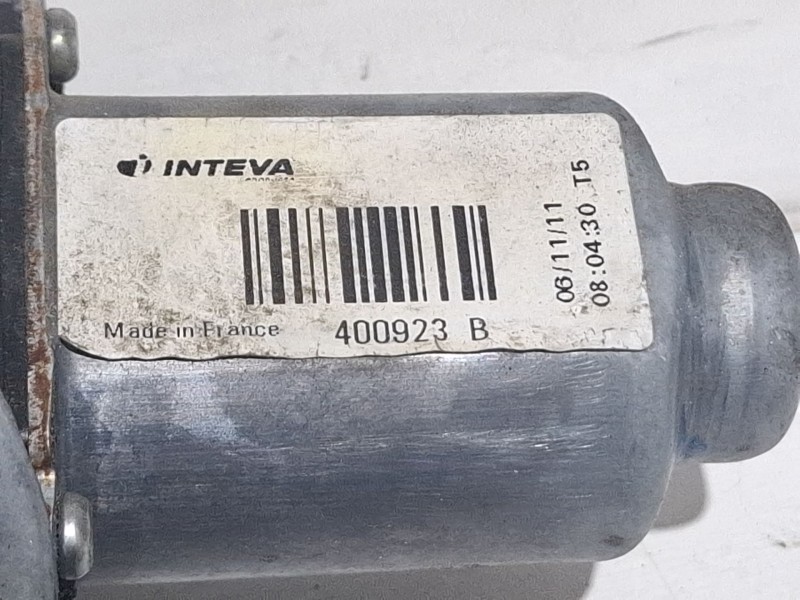 INTEVA
Made in France
400923 B
06/11/11
08:04:30 T5